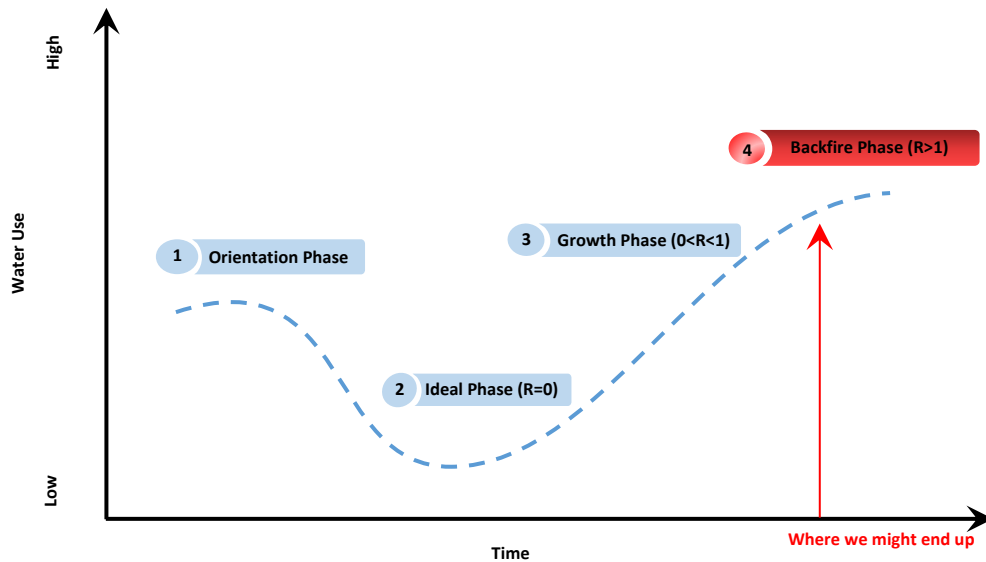 High
4
Backfire Phase (R>1)
3
Growth Phase (0<R<1)
1
Orientation Phase
Water Use
2
Ideal Phase (R=0)
Low
Where we might end up
Time